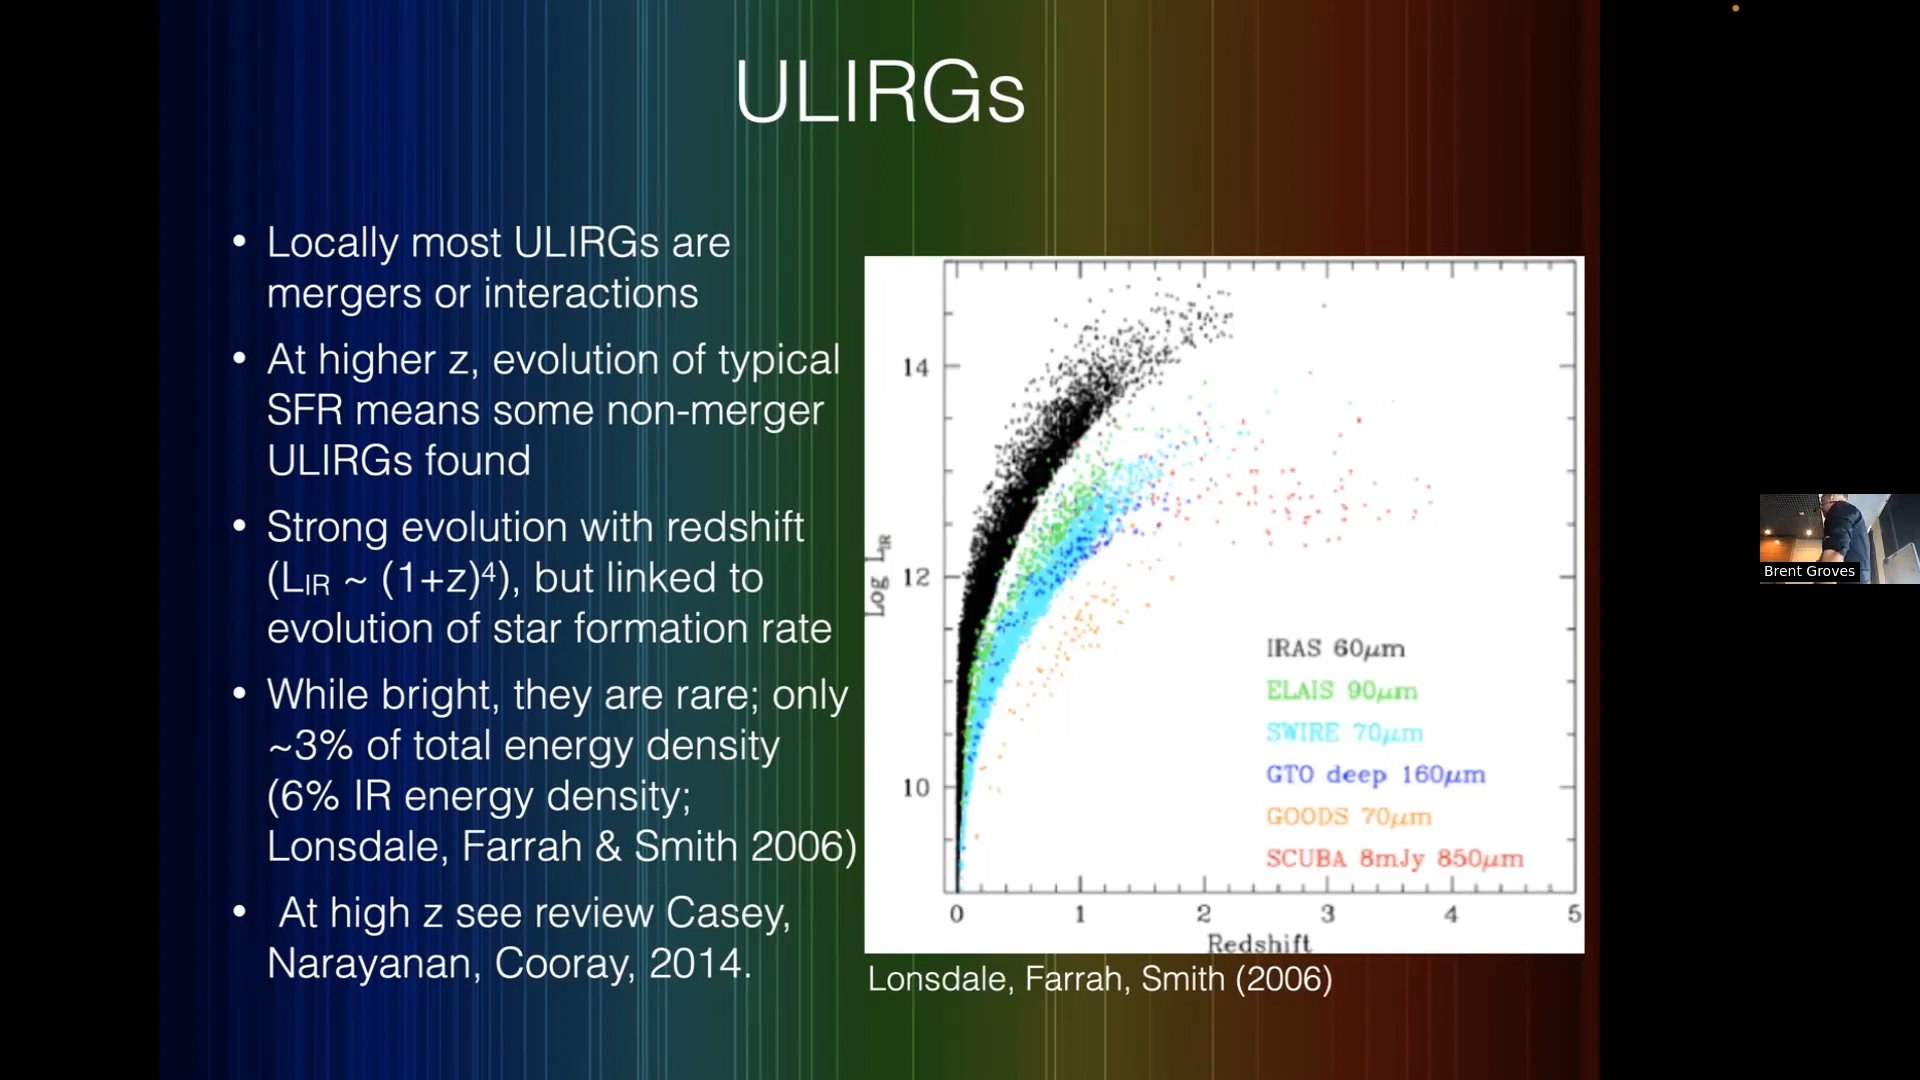 ULIRGs
• Locally most ULIRGs are
mergers or interactions
• At higher z, evolution of typical
SFR means some non-merger
ULIRGs found
• Strong evolution with redshift
(LIR ~ (1+z)⁴), but linked to
evolution of star formation rate
• While bright, they are rare; only
~3% of total energy density
(6% IR energy density;
Lonsdale, Farrah & Smith 2006)
• At high z see review Casey,
Narayanan, Cooray, 2014.
Log LIR
14
12
10
IRAS 60μm
ELAIS 90μm
SWIRE 70μm
GTO deep 160μm
GOODS 70μm
SCUBA 8mJy 850μm
0 1 2 3 4 5
Redshift
Lonsdale, Farrah, Smith (2006)
Brent Groves